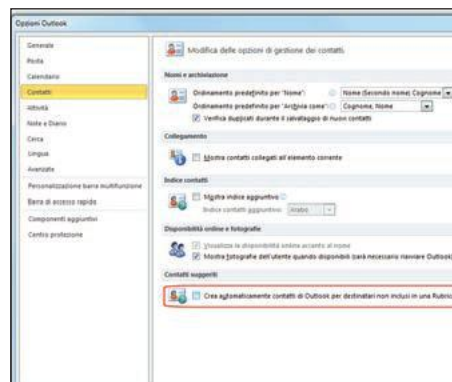 Opzioni Outlook
Generale
Posta
Calendario
Contatti
Attività
Note e Diario
Cerca
Lingua
Avanzate
Personalizzazione barra multifunzione
Barra di accesso rapido
Componenti aggiuntivi
Centro protezione
Modifica delle opzioni di gestione dei contatti.
Nomi e archiviazione
Ordinamento predefinito per "Nome": Nome (Secondo nome) Cognome
Ordinamento predefinito per "Archivia come": Cognome, Nome
Verifica duplicati durante il salvataggio di nuovi contatti
Collegamento
Mostra contatti collegati all'elemento corrente
Indice contatti
Mostra indice aggiuntivo
Indice contatti aggiuntivo: Arabo
Disponibilità online e fotografie
Visualizza la disponibilità online accanto al nome
Mostra fotografie dell'utente quando disponibili (sarà necessario riavviare Outlook)
Contatti suggeriti
Crea automaticamente contatti di Outlook per destinatari non inclusi in una Rubric